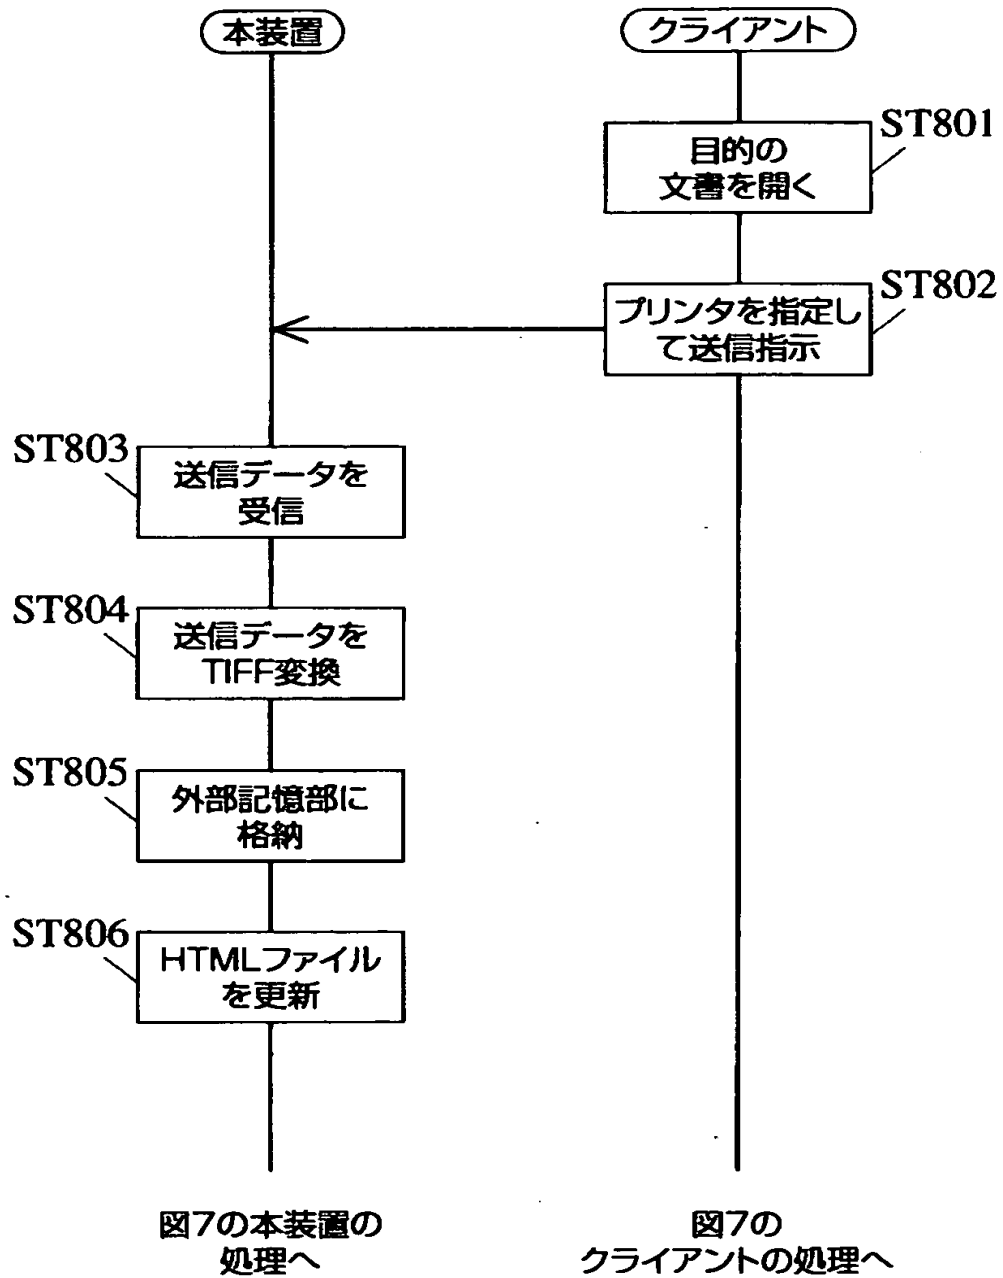 本装置
クライアント
ST801
目的の
文書を開く
ST802
プリンタを指定し
て送信指示
ST803
送信データを
受信
ST804
送信データを
TIFF変換
ST805
外部記憶部に
格納
ST806
HTMLファイル
を更新
図7の本装置の
処理へ
図7の
クライアントの処理へ